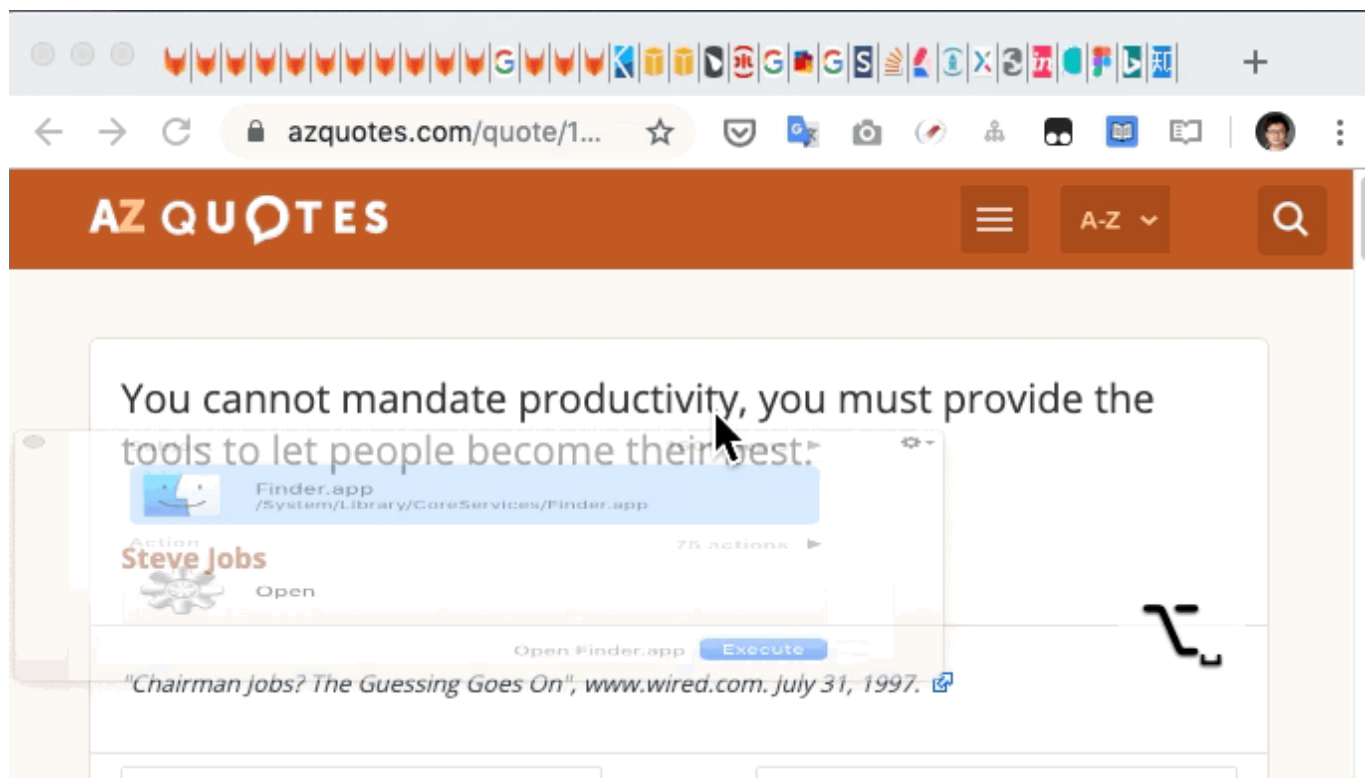 azquotes.com/quote/1...
AZ QUOTES
A-Z
You cannot mandate productivity, you must provide the
tools to let people become their best.
Finder.app
/System/Library/CoreServices/Finder.app
Action 75 actions
Steve Jobs
Open
Open Finder.app Execute
"Chairman Jobs? The Guessing Goes On", www.wired.com. July 31, 1997.